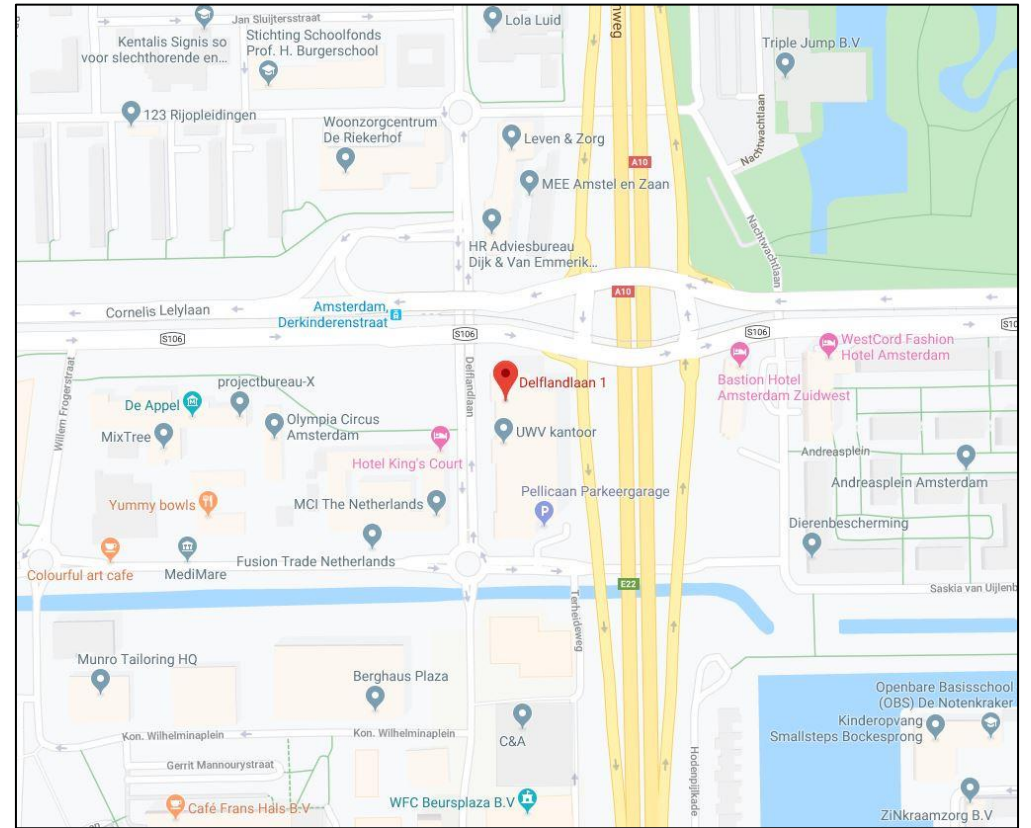 Jan Sluijtersstraat
Lola Luid
nweg
Kentalis Signis so
voor slechthorende en...
Stichting Schoolfonds
Prof. H. Burgerschool
Triple Jump B.V
123 Rijopleidingen
Woonzorgcentrum
De Riekerhof
Leven & Zorg
A10
Nachtwachtlaan
MEE Amstel en Zaan
Nachtwachtlaan
HR Adviesbureau
Dijk & Van Emmerik...
A10
Cornelis Lelylaan
Amsterdam,
Derkinderenstraat
S106
S106
S106
S10
WestCord Fashion
Hotel Amsterdam
Willem Frogerstraat
Delflandlaan
projectbureau-X
De Appel
Delflandlaan 1
Bastion Hotel
Amsterdam Zuidwest
MixTree
Olympia Circus
Amsterdam
UWV kantoor
Hotel King's Court
Andreasplein
Andreasplein Amsterdam
Yummy bowls
MCI The Netherlands
Pellicaan Parkeergarage
P
Dierenbescherming
Colourful art cafe
MediMare
Fusion Trade Netherlands
E22
Saskia van Uijlenb
Terheideweg
Munro Tailoring HQ
Berghaus Plaza
Openbare Basisschool
(OBS) De Notenkraker
Kinderopvang
Smallsteps Bockesprong
Kon. Wilhelminaplein
Kon. Wilhelminaplein
C&A
Gerrit Mannourystraat
Hodenpijlkade
Café Frans Hals B.V
WFC Beursplaza B.V
ZiNkraamzorg B.V